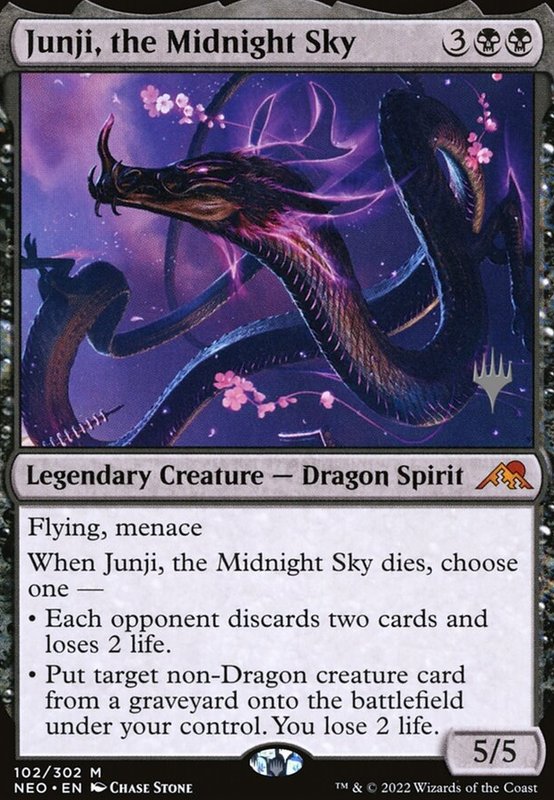 Junji, the Midnight Sky 3
Legendary Creature — Dragon Spirit
Flying, menace
When Junji, the Midnight Sky dies, choose
one —
• Each opponent discards two cards and
loses 2 life.
• Put target non-Dragon creature card
from a graveyard onto the battlefield
under your control. You lose 2 life.
5/5
102/302 M
NEO • EN Chase Stone
™ & © 2022 Wizards of the Coast